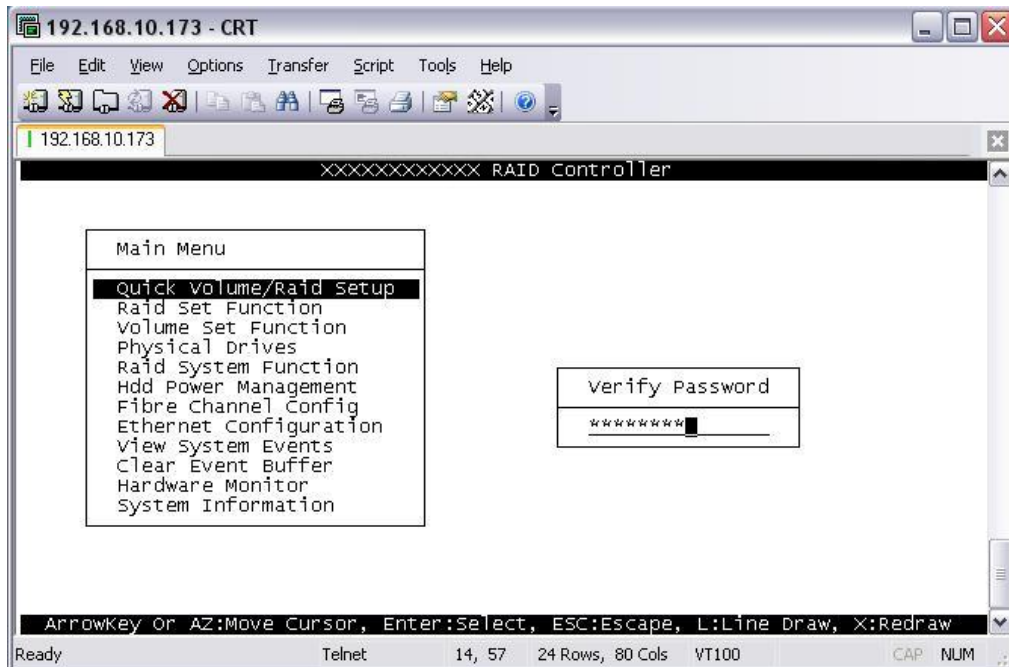 192.168.10.173 - CRT
File Edit View Options Transfer Script Tools Help
192.168.10.173
XXXXXXXXXXXX RAID Controller
Main Menu
Quick Volume/Raid Setup
Raid Set Function
Volume Set Function
Physical Drives
Raid System Function
Hdd Power Management
Fibre Channel Config
Ethernet Configuration
View System Events
Clear Event Buffer
Hardware Monitor
System Information
Verify Password
********
ArrowKey Or AZ:Move Cursor, Enter:Select, ESC:Escape, L:Line Draw, X:Redraw
Ready Telnet 14, 57 24 Rows, 80 Cols VT100 CAP NUM